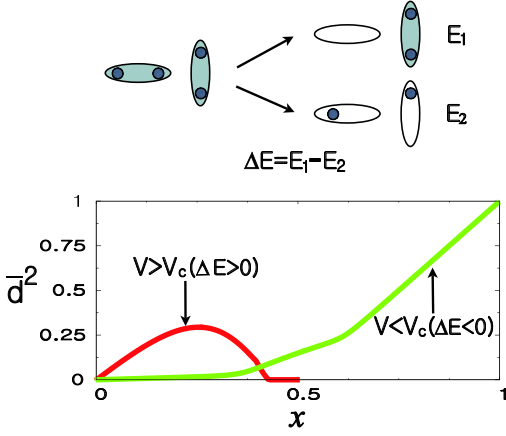 E₁
E₂
ΔE=E₁-E₂
1
0.75
0.5
0.25
0
d̄²
V>Vc(ΔE>0)
V<Vc(ΔE<0)
0
0.5
1
x